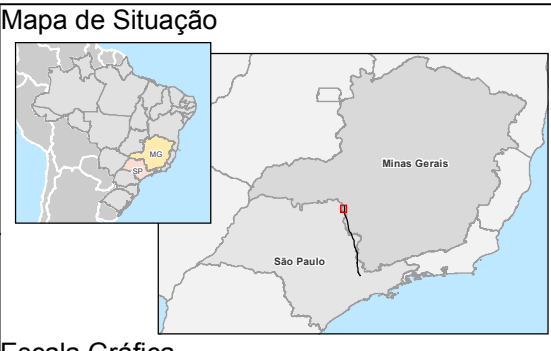 Mapa de Situação
MG
SP
Minas Gerais
São Paulo
Escala Gráfica